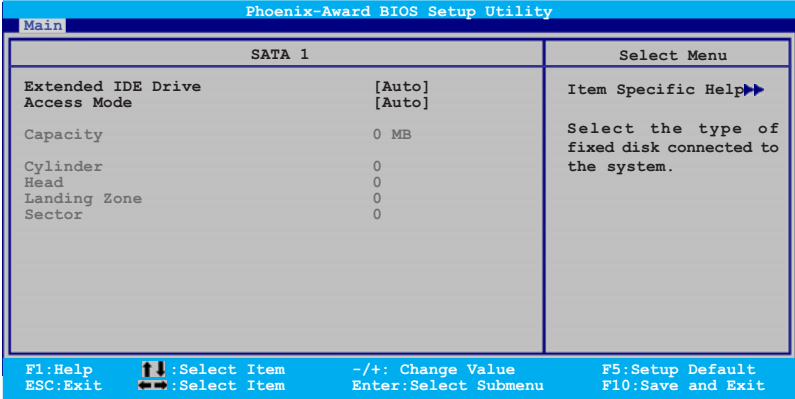 Phoenix-Award BIOS Setup Utility
Main
SATA 1
Select Menu
Extended IDE Drive [Auto]
Access Mode [Auto]
Capacity 0 MB
Cylinder 0
Head 0
Landing Zone 0
Sector 0
Item Specific Help
Select the type of
fixed disk connected to
the system.
F1:Help :Select Item -/+: Change Value F5:Setup Default
ESC:Exit :Select Item Enter:Select Submenu F10:Save and Exit